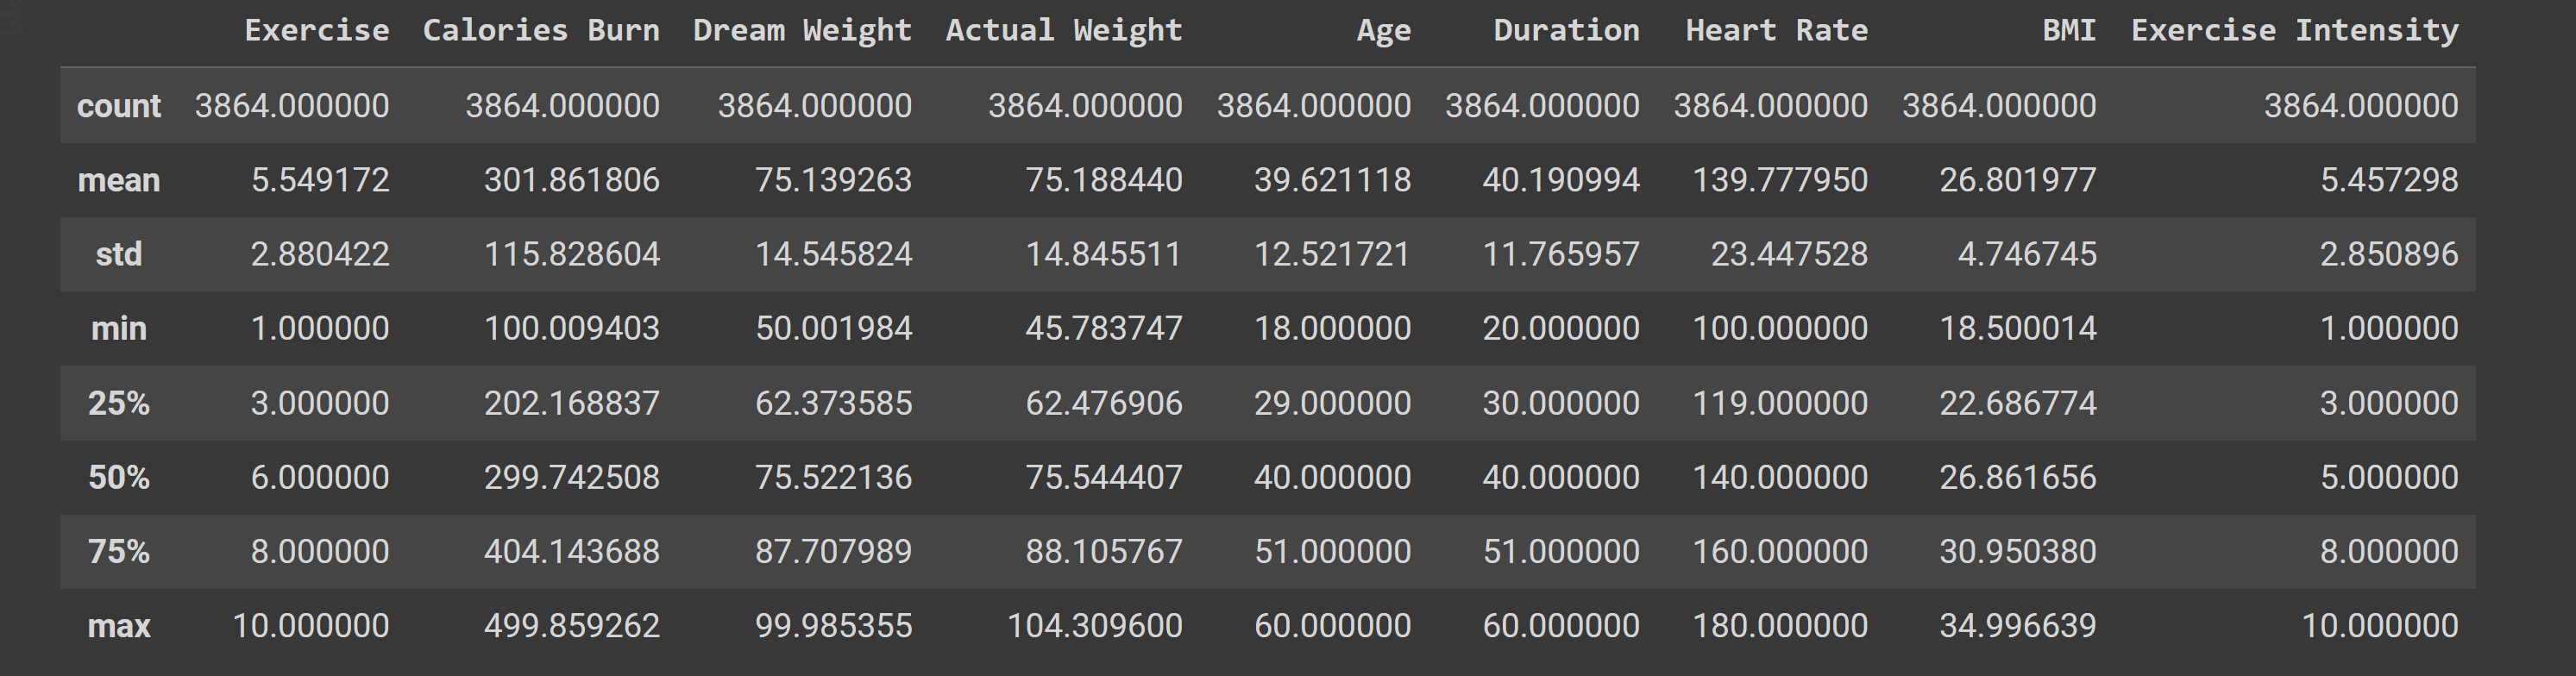 Exercise Calories Burn Dream Weight Actual Weight Age Duration Heart Rate BMI Exercise Intensity
count 3864.000000 3864.000000 3864.000000 3864.000000 3864.000000 3864.000000 3864.000000 3864.000000 3864.000000
mean 5.549172 301.861806 75.139263 75.188440 39.621118 40.190994 139.777950 26.801977 5.457298
std 2.880422 115.828604 14.545824 14.845511 12.521721 11.765957 23.447528 4.746745 2.850896
min 1.000000 100.009403 50.001984 45.783747 18.000000 20.000000 100.000000 18.500014 1.000000
25% 3.000000 202.168837 62.373585 62.476906 29.000000 30.000000 119.000000 22.686774 3.000000
50% 6.000000 299.742508 75.522136 75.544407 40.000000 40.000000 140.000000 26.861656 5.000000
75% 8.000000 404.143688 87.707989 88.105767 51.000000 51.000000 160.000000 30.950380 8.000000
max 10.000000 499.859262 99.985355 104.309600 60.000000 60.000000 180.000000 34.996639 10.000000